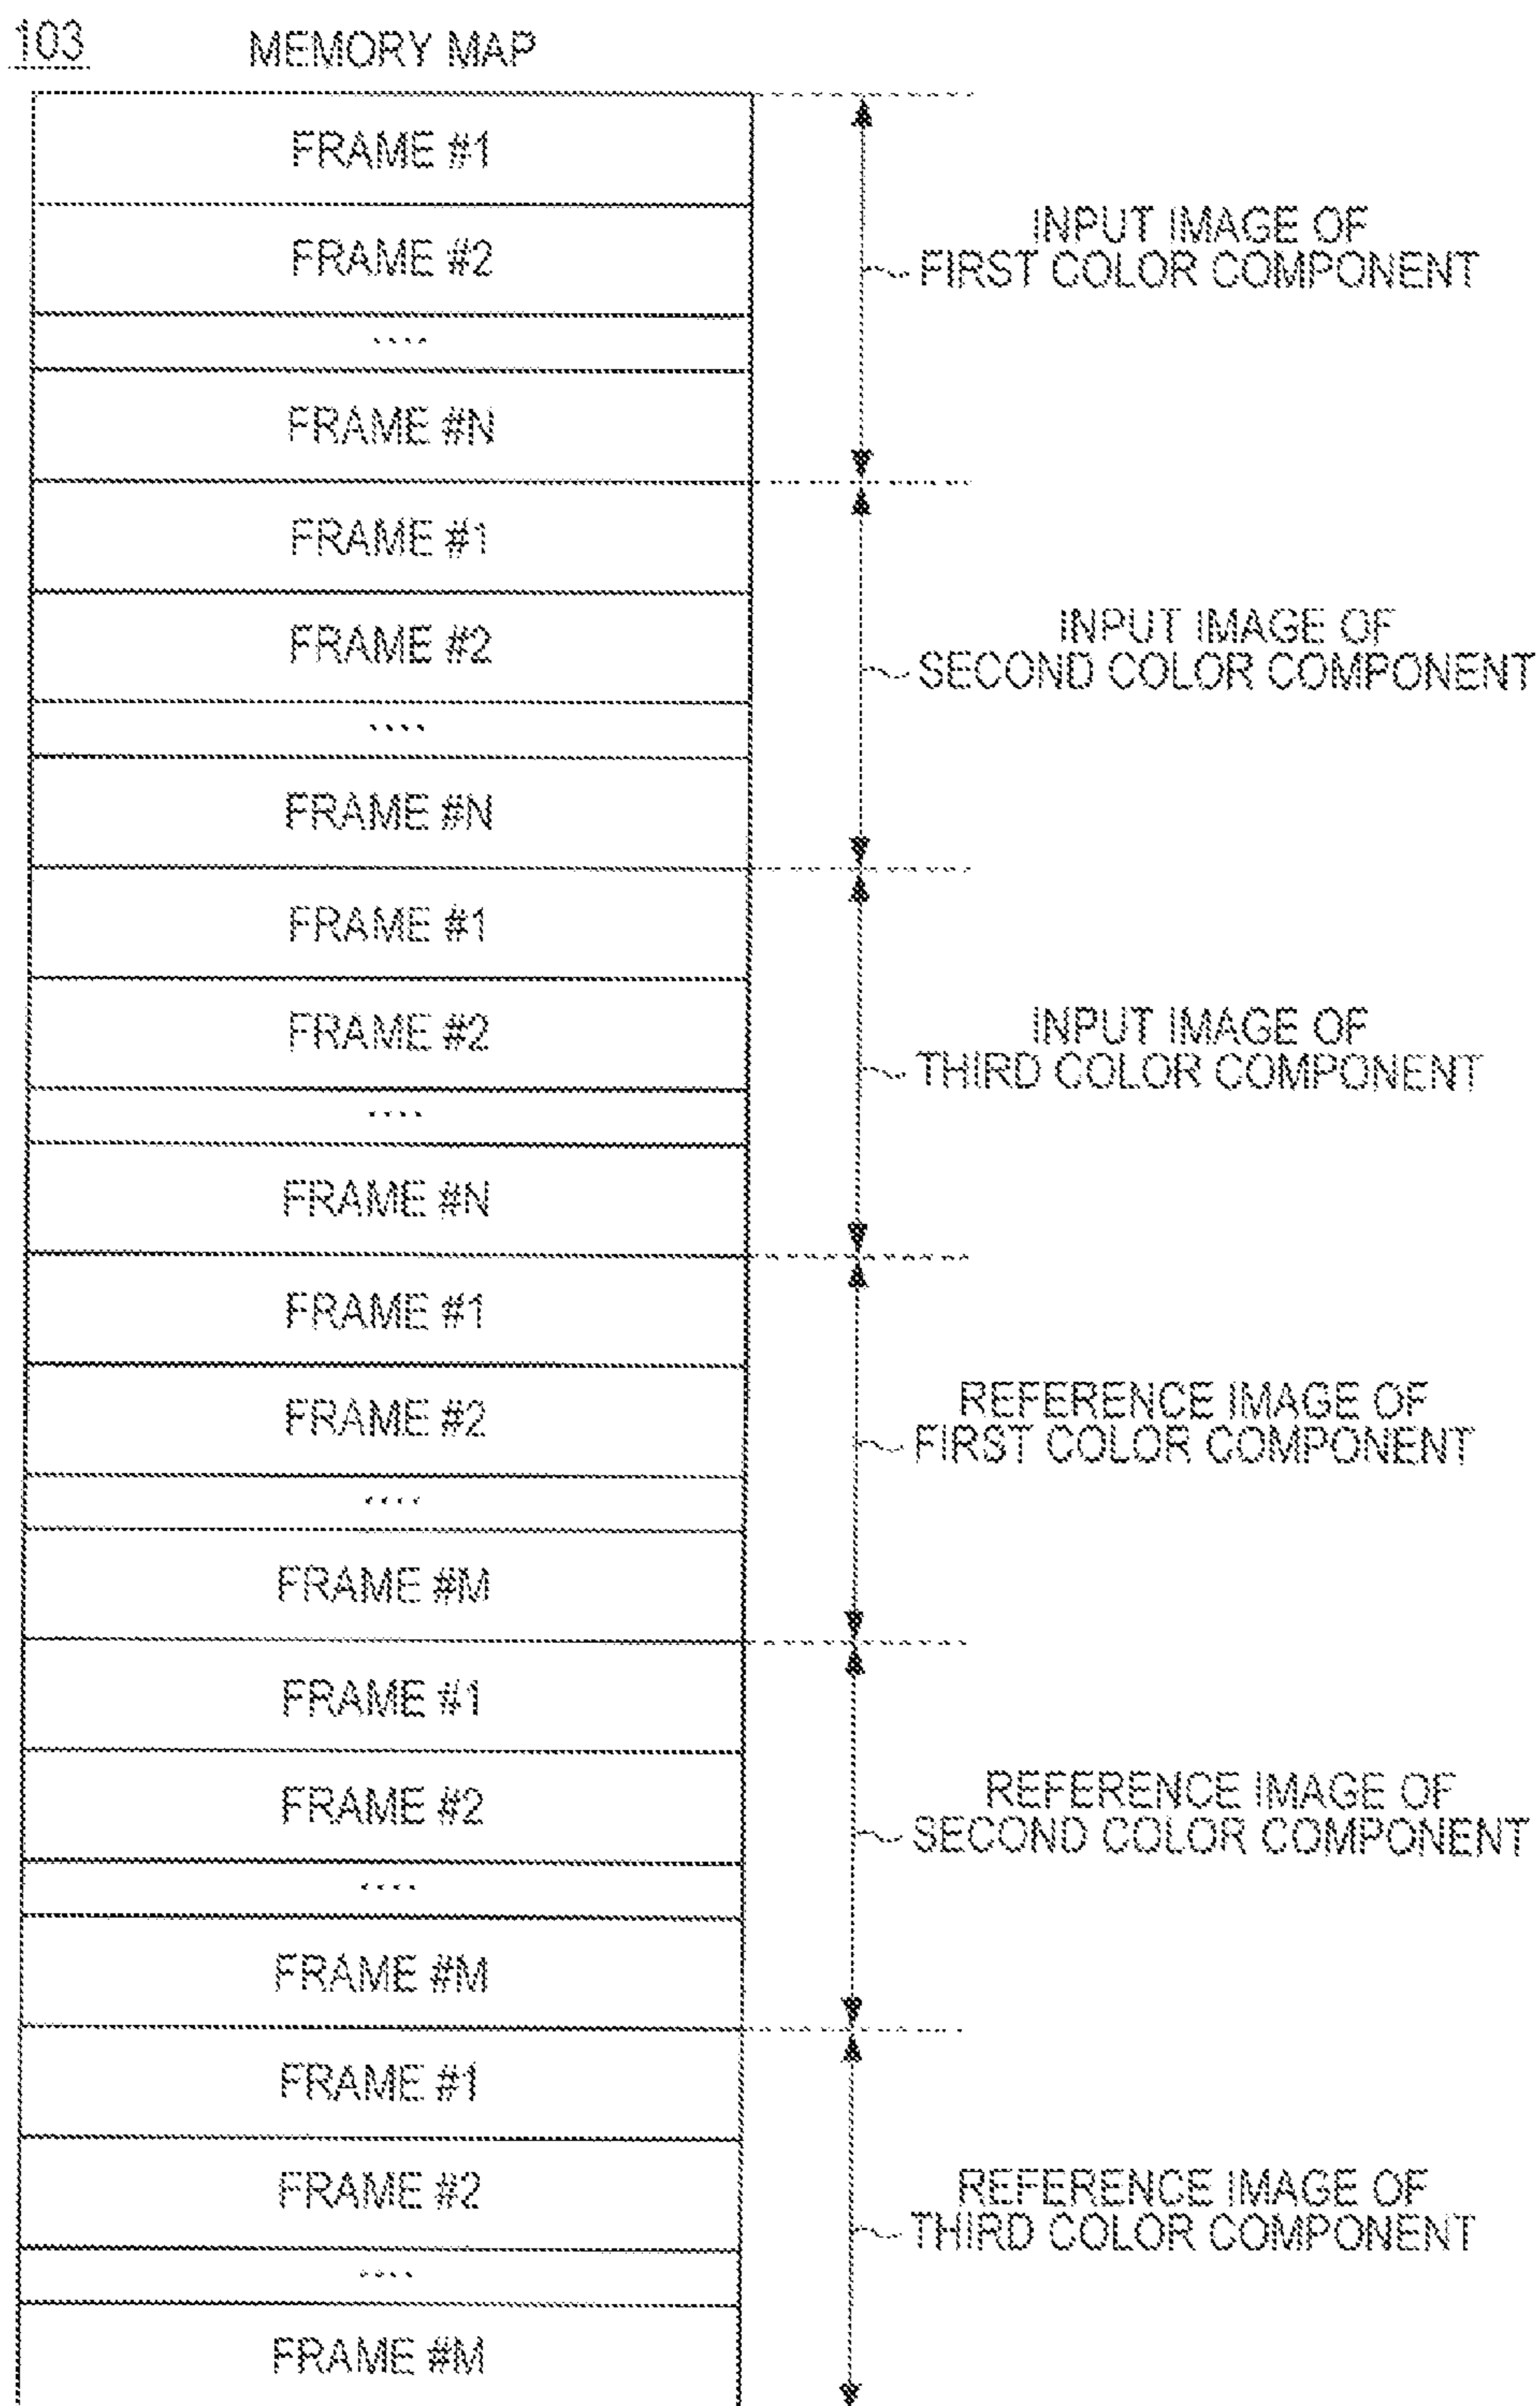 103 MEMORY MAP
FRAME #1
FRAME #2
....
FRAME #N
INPUT IMAGE OF
FIRST COLOR COMPONENT
FRAME #1
FRAME #2
....
FRAME #N
INPUT IMAGE OF
SECOND COLOR COMPONENT
FRAME #1
FRAME #2
....
FRAME #N
INPUT IMAGE OF
THIRD COLOR COMPONENT
FRAME #1
FRAME #2
....
FRAME #M
REFERENCE IMAGE OF
FIRST COLOR COMPONENT
FRAME #1
FRAME #2
....
FRAME #M
REFERENCE IMAGE OF
SECOND COLOR COMPONENT
FRAME #1
FRAME #2
....
FRAME #M
REFERENCE IMAGE OF
THIRD COLOR COMPONENT